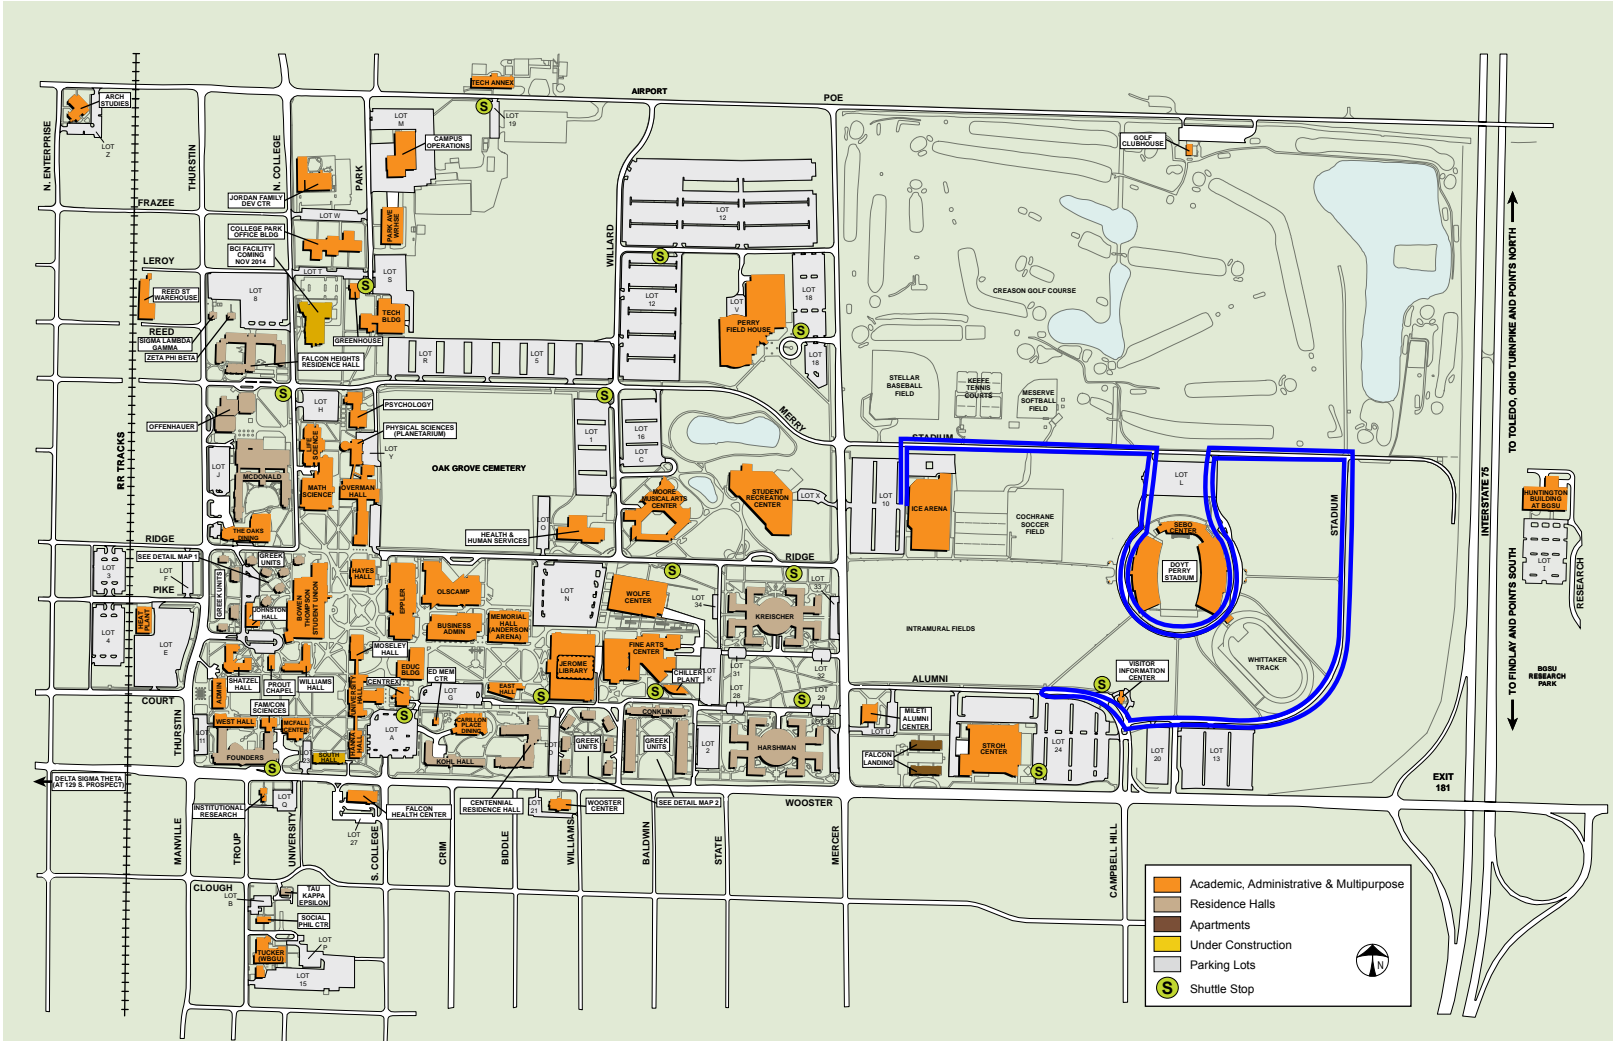 TECH ANNEX
AIRPORT
POE
ARCH
STUDIES
LOT
Z
N. ENTERPRISE
THURSTIN
N. COLLEGE
PARK
LOT
M
LOT
19
CAMPUS
OPERATIONS
GOLF
CLUBHOUSE
JORDAN FAMILY
DEV CTR
FRAZEE
LOT W
PARK AVE
WRHSE
LOT
12
WILLARD
COLLEGE PARK
OFFICE BLDG
BCI FACILITY
COMING
NOV 2014
LEROY
LOT T
LOT
S
LOT
8
REED ST
WAREHOUSE
TECH
BLDG
LOT
12
LOT
V
LOT
18
PERRY
FIELD HOUSE
CREASON GOLF COURSE
REED
SIGMA LAMBDA
GAMMA
ZETA PHI BETA
GREENHOUSE
FALCON HEIGHTS
RESIDENCE HALL
LOT
R
LOT
5
LOT
18
STELLAR
BASEBALL
FIELD
KEEFE
TENNIS
COURTS
MESERVE
SOFTBALL
FIELD
OFFENHAUER
LOT
H
PSYCHOLOGY
PHYSICAL SCIENCES
(PLANETARIUM)
LIFE
SCIENCE
LOT
Y
LOT
1
LOT
16
LOT
C
MERRY
STADIUM
RR TRACKS
OAK GROVE CEMETERY
LOT
J
MCDONALD
MATH
SCIENCE
OVERMAN
HALL
MOORE
MUSICAL ARTS
CENTER
STUDENT
RECREATION
CENTER
LOT X
LOT
10
ICE ARENA
COCHRANE
SOCCER
FIELD
LOT
L
SEBO
CENTER
STADIUM
INTERSTATE 75
TO TOLEDO, OHIO TURNPIKE AND POINTS NORTH
HUNTINGTON
BUILDING
AT BGSU
LOT
I
RESEARCH
THE OAKS
DINING
LOT
O
HEALTH &
HUMAN SERVICES
RIDGE
RIDGE
SEE DETAIL MAP 1
GREEK
UNITS
LOT
3
LOT
F
PIKE
GREEK UNITS
HAYES
HALL
OLSCAMP
EPPLER
LOT
N
WOLFE
CENTER
LOT
34
LOT
33
KREISCHER
DOYT
PERRY
STADIUM
JOHNSTON
HALL
BOWEN
THOMPSON
STUDENT UNION
HEAT
PLANT
LOT
4
LOT
E
BUSINESS
ADMIN
MEMORIAL
HALL
(ANDERSON
ARENA)
FINE ARTS
CENTER
INTRAMURAL FIELDS
MOSELEY
HALL
EDUC
BLDG
JEROME
LIBRARY
CHILLER
PLANT
LOT
K
LOT
31
LOT
32
WHITTAKER
TRACK
VISITOR
INFORMATION
CENTER
ALUMNI
SHATZEL
HALL
PROUT
CHAPEL
WILLIAMS
HALL
CENTREX
ED MEM
CTR
LOT
G
EAST
HALL
LOT
28
LOT
29
BGSU
RESEARCH
PARK
TO FINDLAY AND POINTS SOUTH
COURT
ADMIN
FAM/CON
SCIENCES
UNIVERSITY
HALL
WEST HALL
MCFALL
CENTER
HANNA
HALL
LOT
A
CARILLON
PLACE
DINING
CONKLIN
LOT 30
MILETI
ALUMNI
CENTER
LOT U
THURSTIN
LOT
11
FOUNDERS
LOT
23
SOUTH
HALL
KOHL HALL
LOT
D
GREEK
UNITS
GREEK
UNITS
LOT
2
HARSHMAN
FALCON
LANDING
STROH
CENTER
LOT
24
LOT
20
LOT
13
DELTA SIGMA THETA
(AT 129 S. PROSPECT)
EXIT
181
INSTITUTIONAL
RESEARCH
LOT
Q
FALCON
HEALTH CENTER
LOT
27
CENTENNIAL
RESIDENCE HALL
LOT
21
WOOSTER
CENTER
SEE DETAIL MAP 2
WOOSTER
MANVILLE
TROUP
UNIVERSITY
S. COLLEGE
CRIM
BIDDLE
WILLIAMS
BALDWIN
STATE
MERCER
CAMPBELL HILL
CLOUGH
LOT
B
TAU
KAPPA
EPSILON
SOCIAL
PHIL CTR
LOT
P
TUCKER
(WBGU)
LOT
15
Academic, Administrative & Multipurpose
Residence Halls
Apartments
Under Construction
Parking Lots
S Shuttle Stop
N